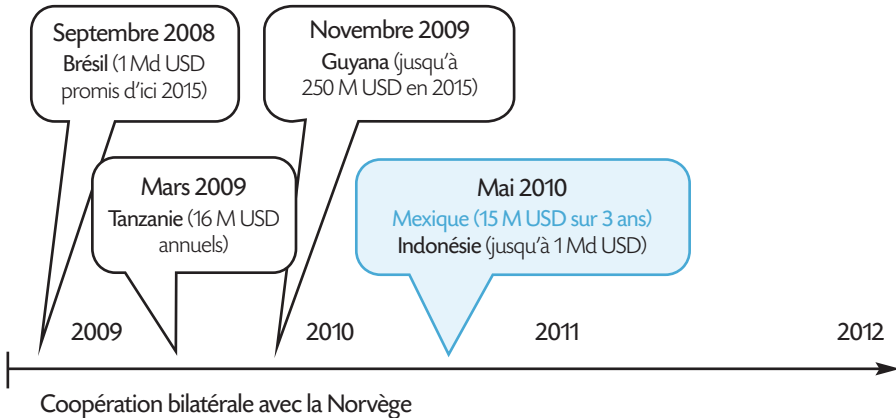 Septembre 2008
Brésil (1 Md USD
promis d'ici 2015)
Novembre 2009
Guyana (jusqu'à
250 M USD en 2015)
Mars 2009
Tanzanie (16 M USD
annuels)
Mai 2010
Mexique (15 M USD sur 3 ans)
Indonésie (jusqu'à 1 Md USD)
2009
2010
2011
2012
Coopération bilatérale avec la Norvège